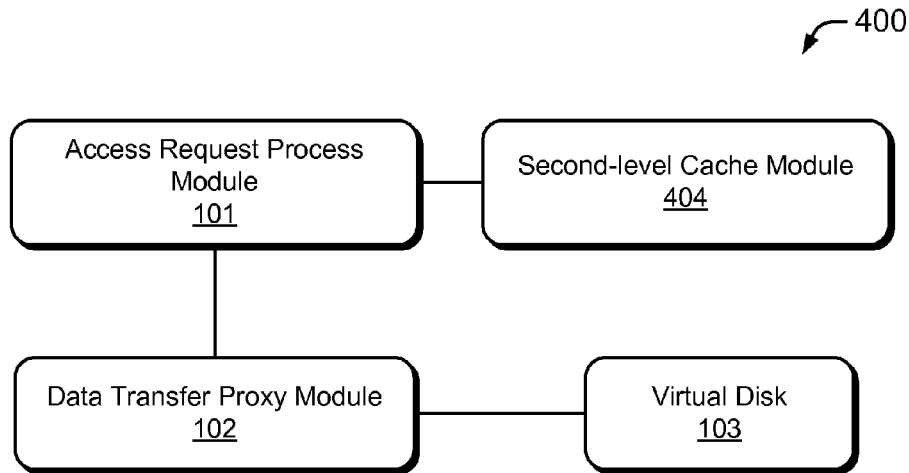 400
Access Request Process
Module
101
Second-level Cache Module
404
Data Transfer Proxy Module
102
Virtual Disk
103